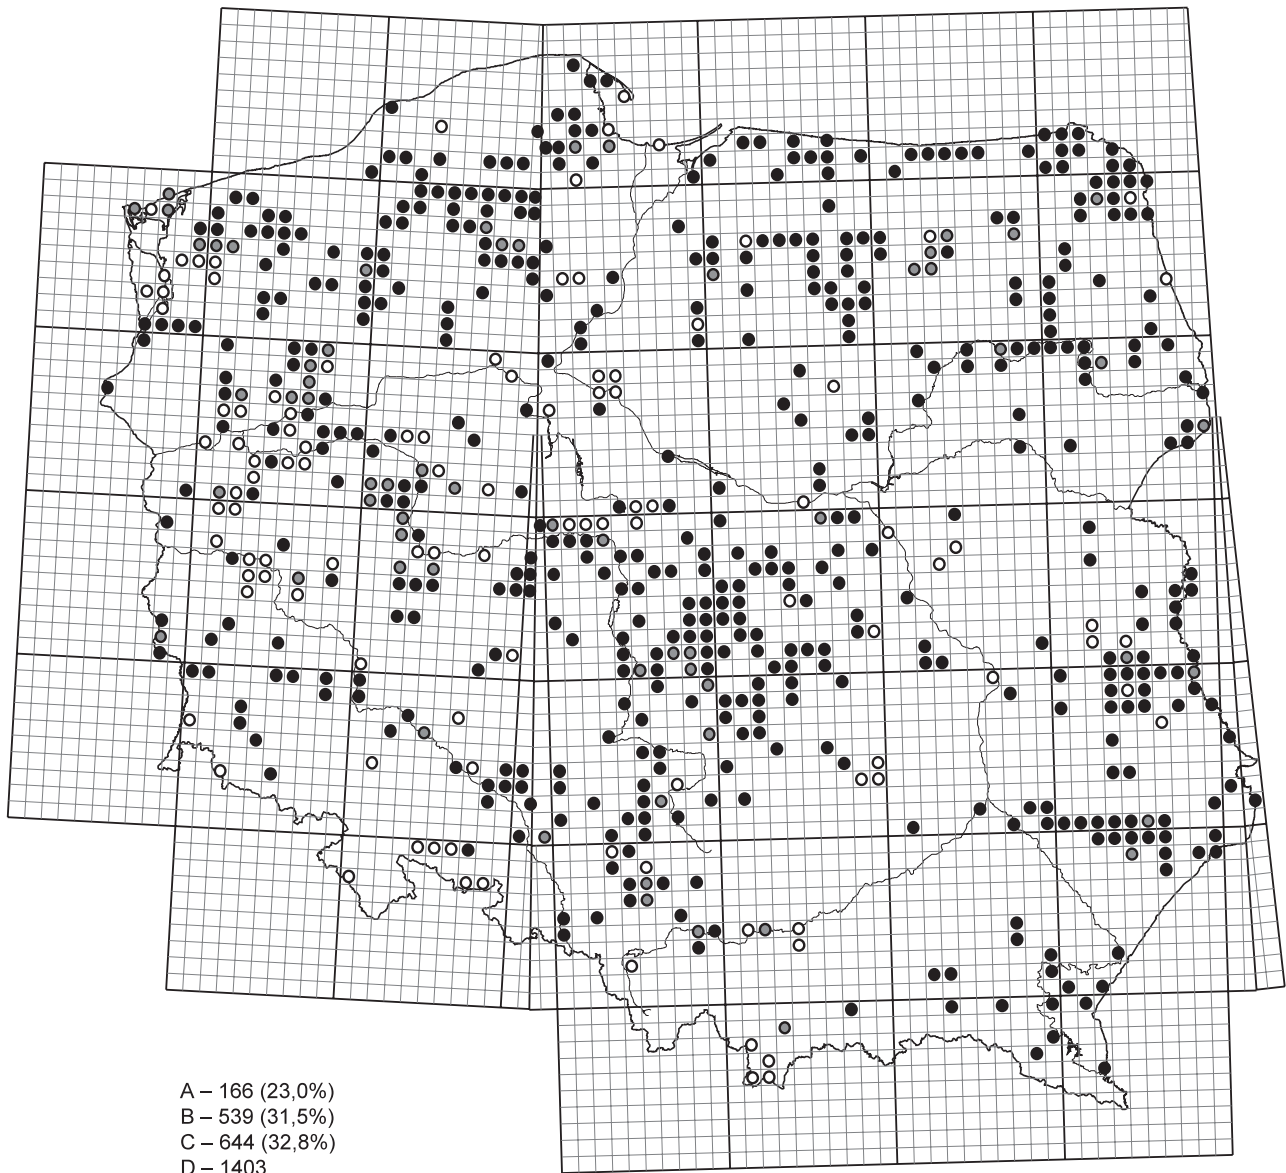 A – 166 (23,0%)
B – 539 (31,5%)
C – 644 (32,8%)
D – 1403